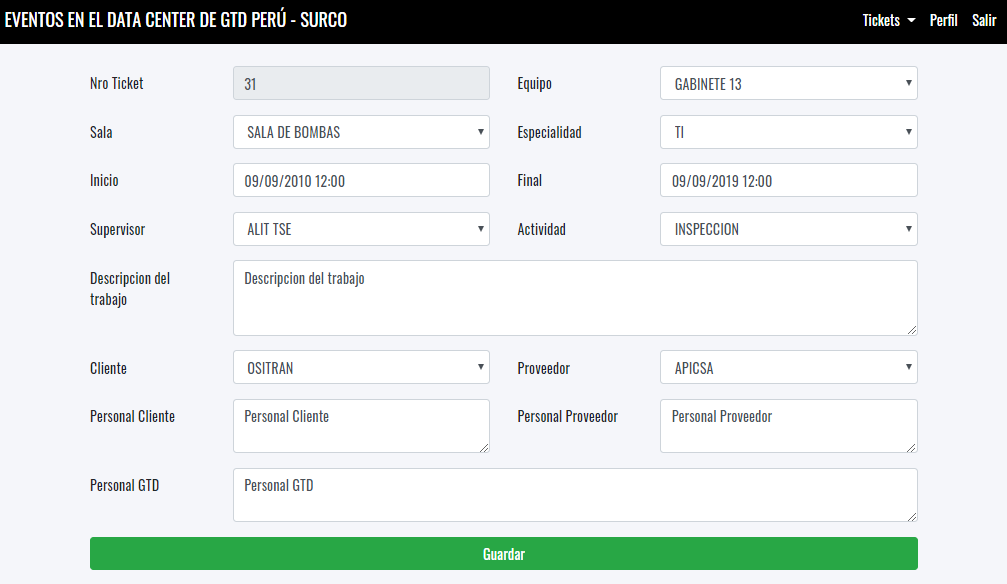 EVENTOS EN EL DATA CENTER DE GTD PERÚ - SURCO
Tickets Perfil Salir
Nro Ticket 31 Equipo GABINETE 13
Sala SALA DE BOMBAS Especialidad TI
Inicio 09/09/2010 12:00 Final 09/09/2019 12:00
Supervisor ALIT TSE Actividad INSPECCION
Descripcion del
trabajo
Descripcion del trabajo
Cliente OSITRAN Proveedor APICSA
Personal Cliente Personal Cliente Personal Proveedor Personal Proveedor
Personal GTD Personal GTD
Guardar